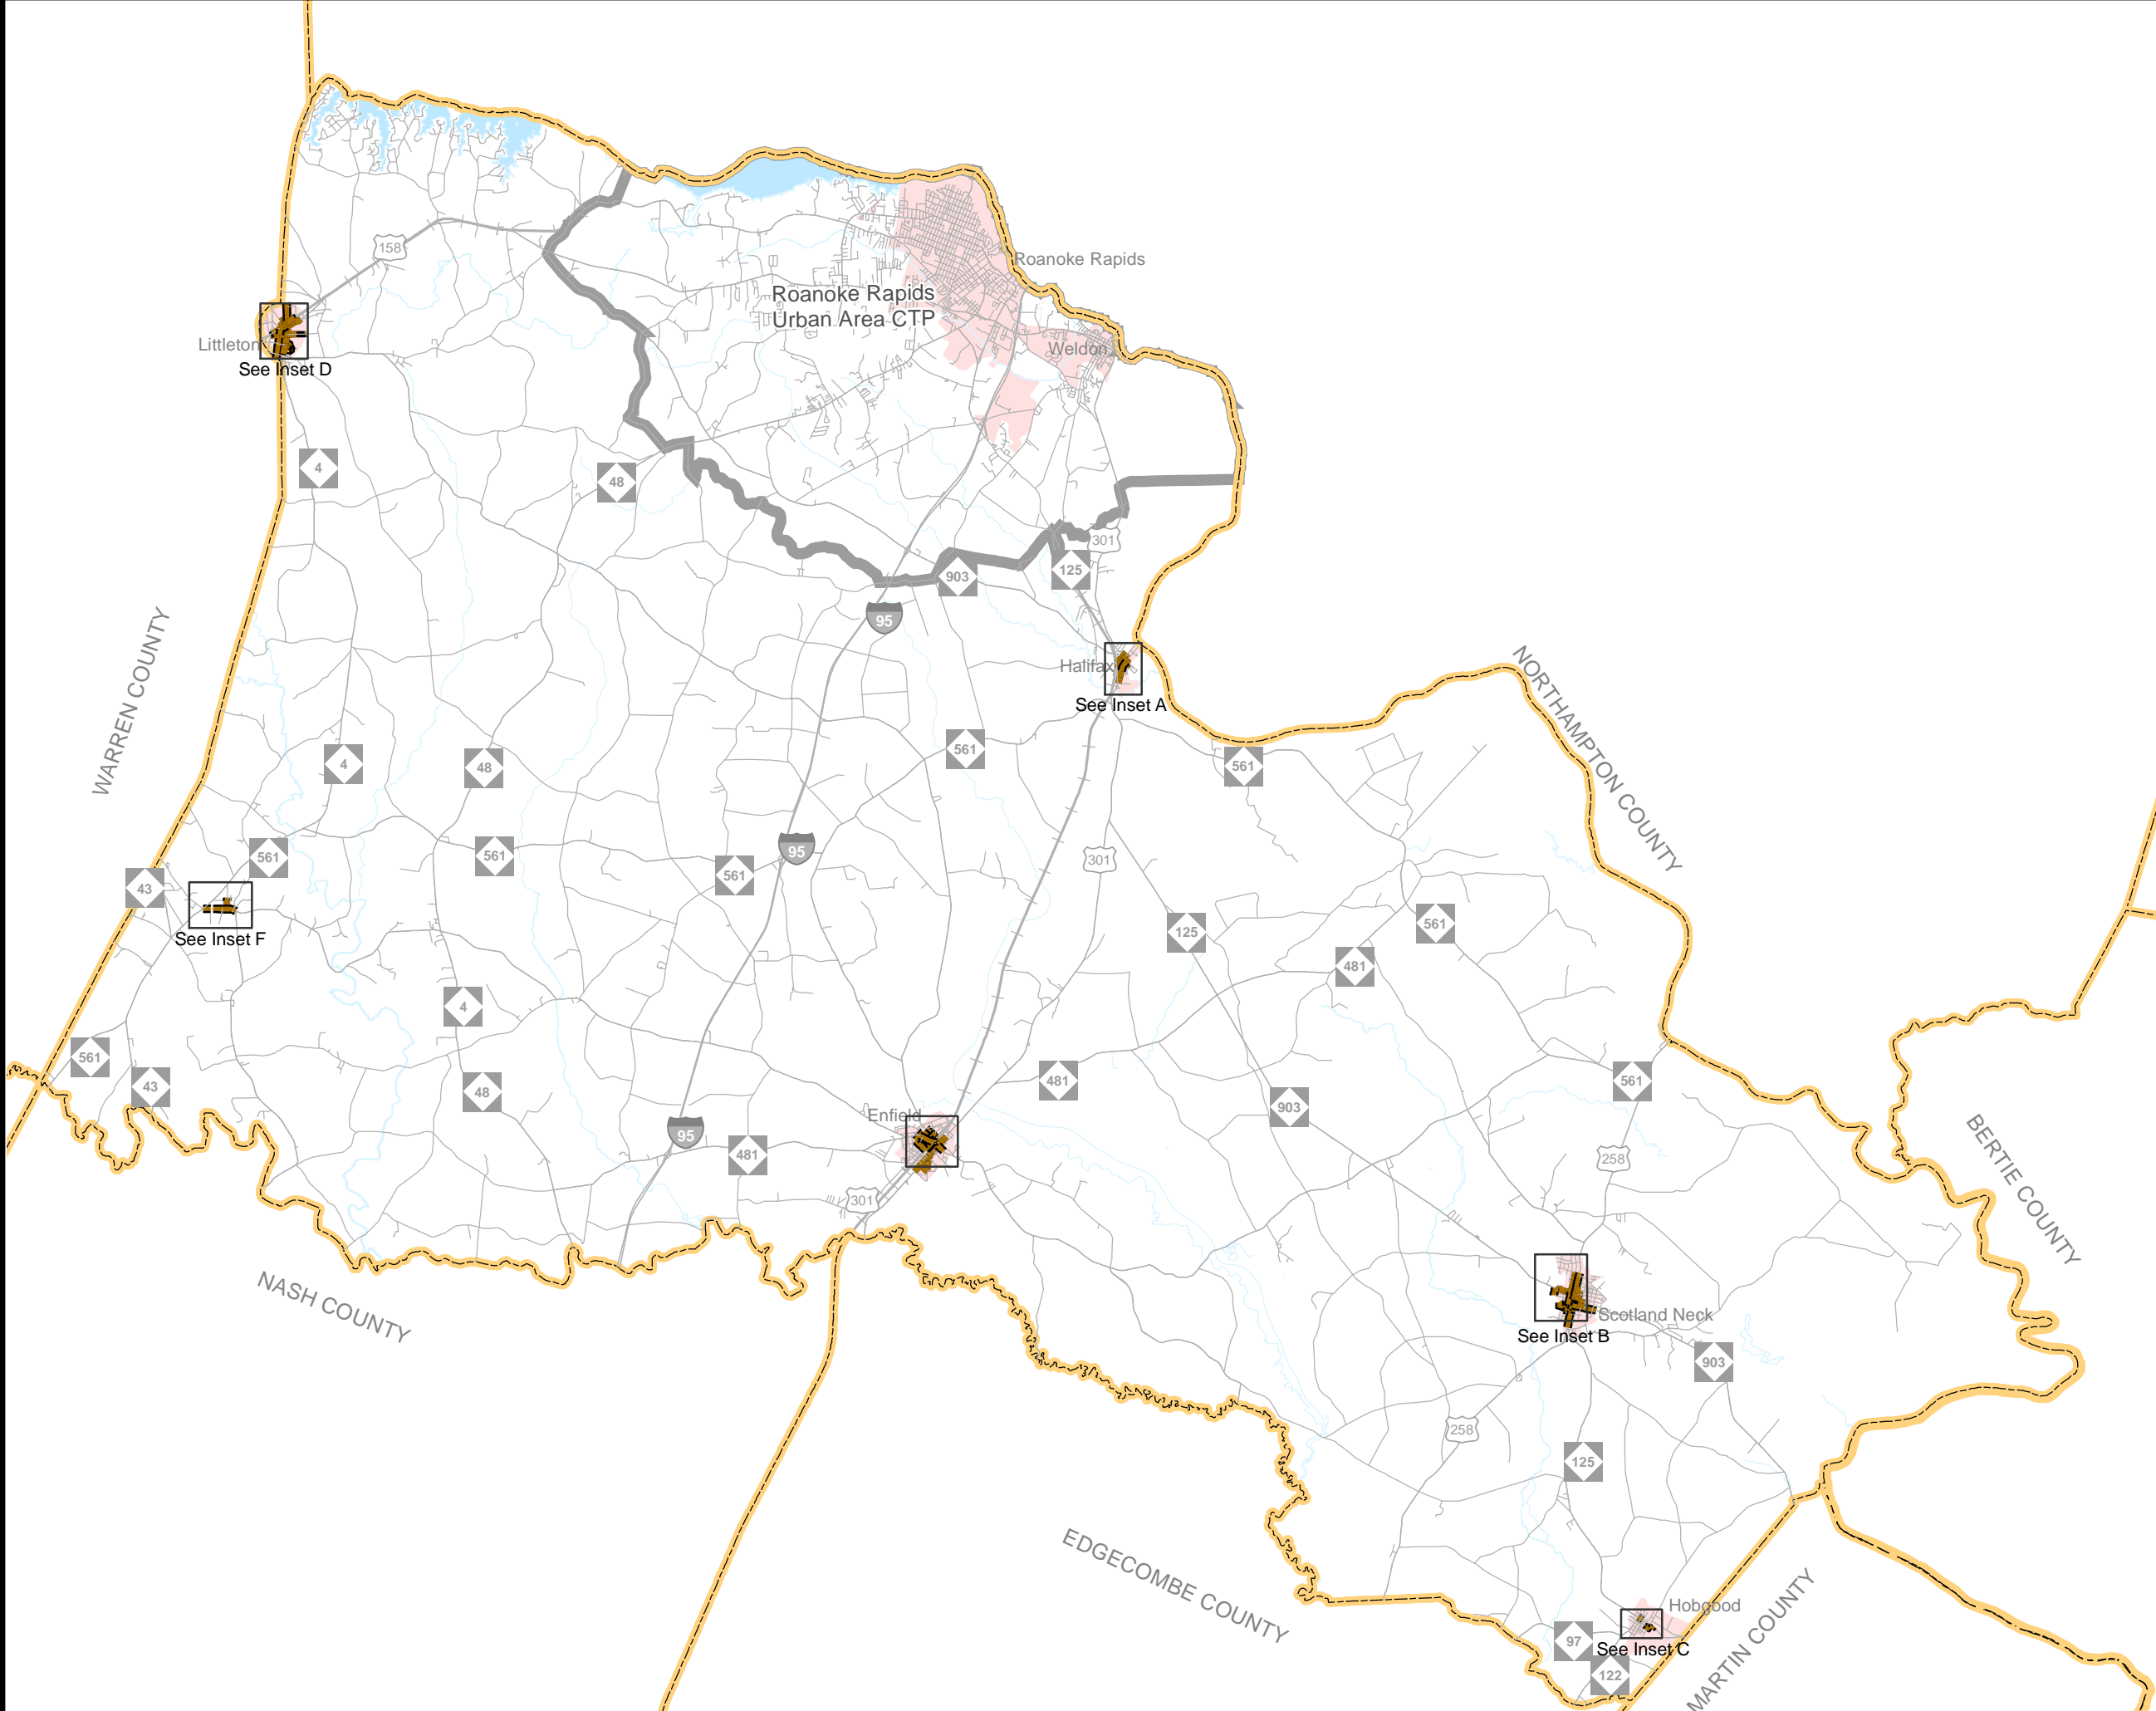 158
Roanoke Rapids
Roanoke Rapids
Urban Area CTP
Littleton
Weldon
See Inset D
4
48
301
903
125
95
WARREN COUNTY
Halifax
NORTHAMPTON COUNTY
See Inset A
561
4
48
561
561
561
95
301
561
43
561
125
See Inset F
481
4
561
43
48
481
561
903
Enfield
95
481
258
BERTIE COUNTY
301
NASH COUNTY
Scotland Neck
See Inset B
903
258
125
EDGECOMBE COUNTY
Hobgood
97
See Inset C
122
MARTIN COUNTY